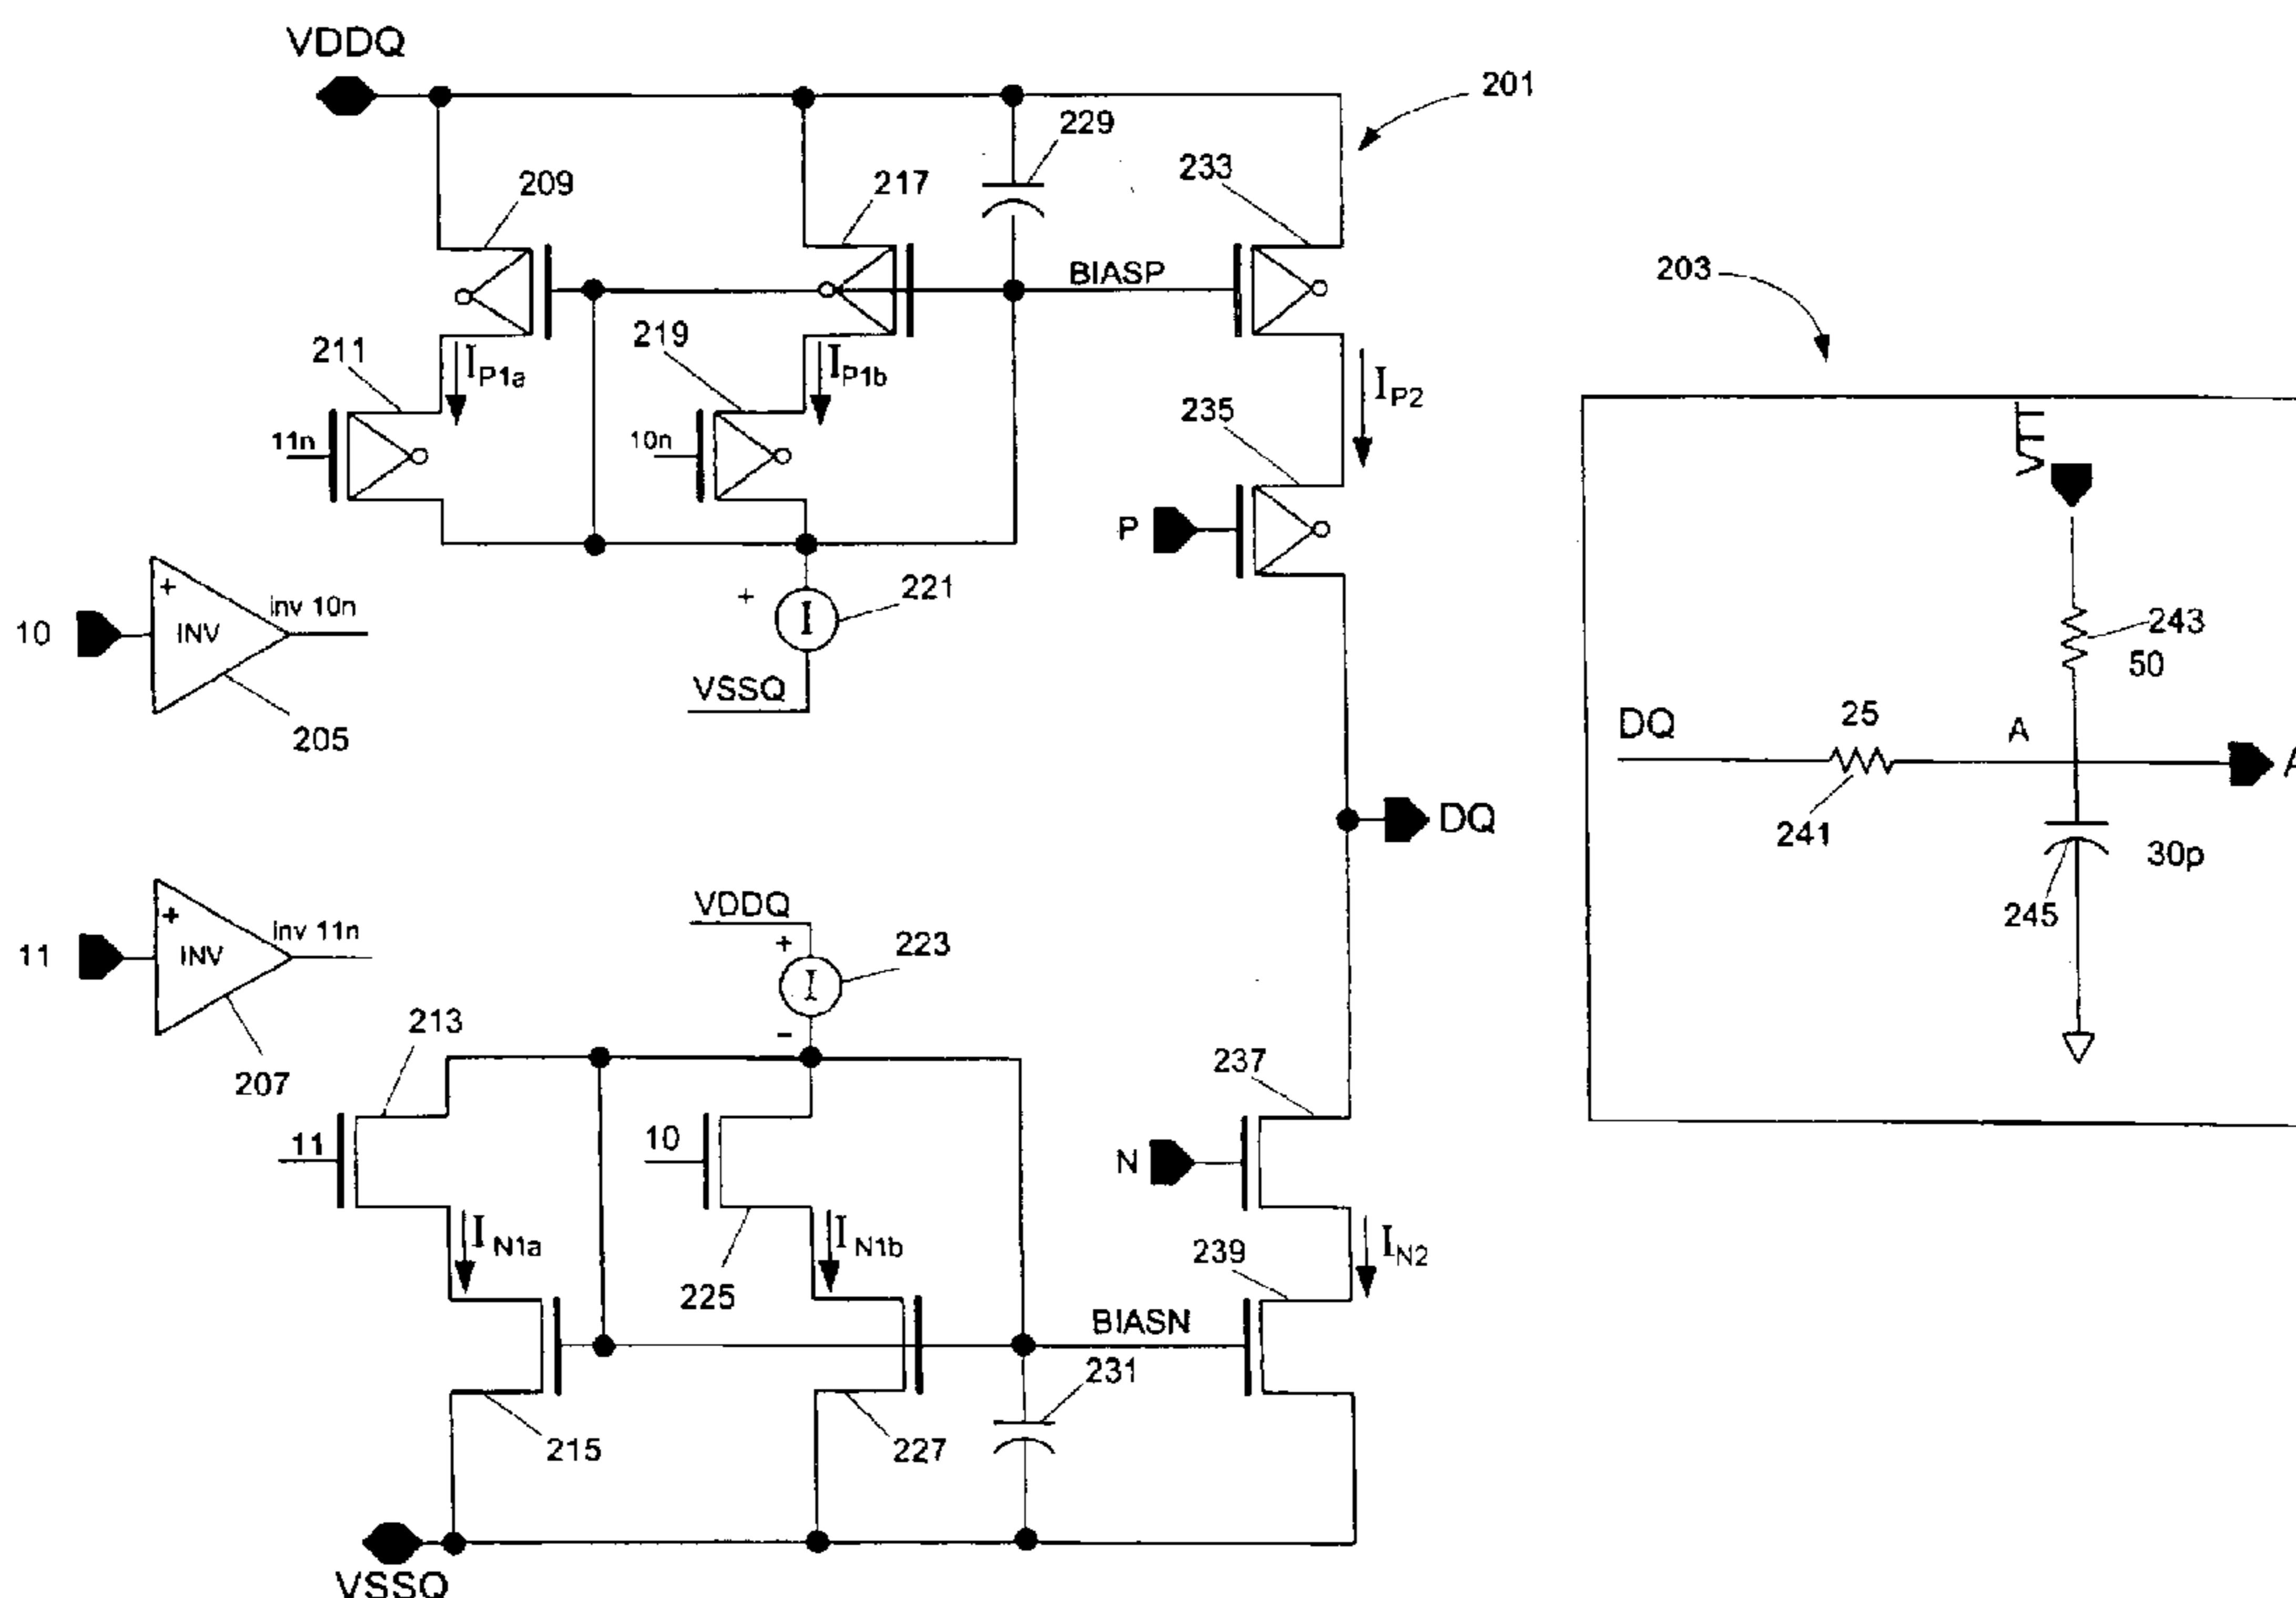 VDDQ
201
229
209
217
233
203
BIASP
211
IP1a
219
IP1b
IP2
235
11n
10n
VTT
P
+
221
I
243
50
10
+
INV
inv 10n
205
VSSQ
DQ
25
A
A
241
DQ
30p
245
VDDQ
+
223
I
-
11
+
INV
inv 11n
207
213
237
11
10
N
IN1a
IN1b
225
239
IN2
BIASN
231
215
227
VSSQ